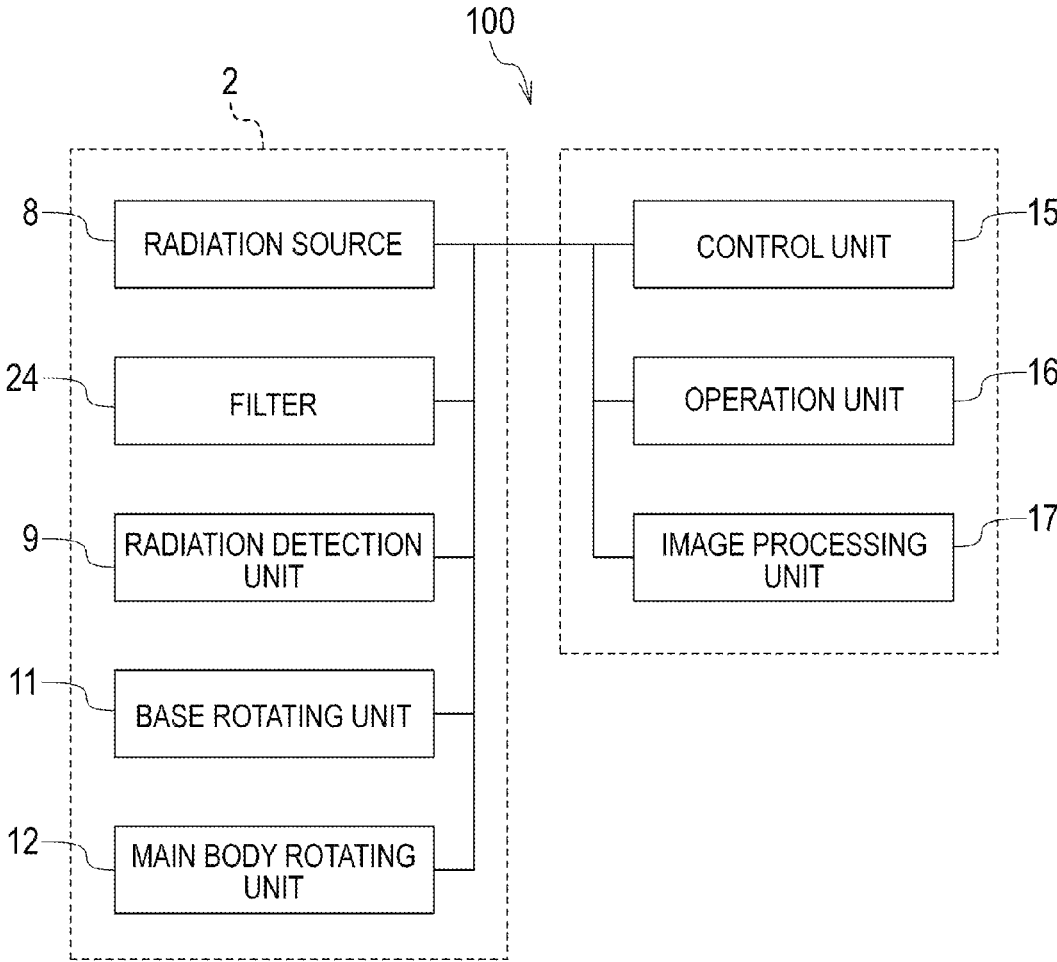 100
2
8
RADIATION SOURCE
24
FILTER
9
RADIATION DETECTION
UNIT
11
BASE ROTATING UNIT
12
MAIN BODY ROTATING
UNIT
CONTROL UNIT
15
OPERATION UNIT
16
IMAGE PROCESSING
UNIT
17